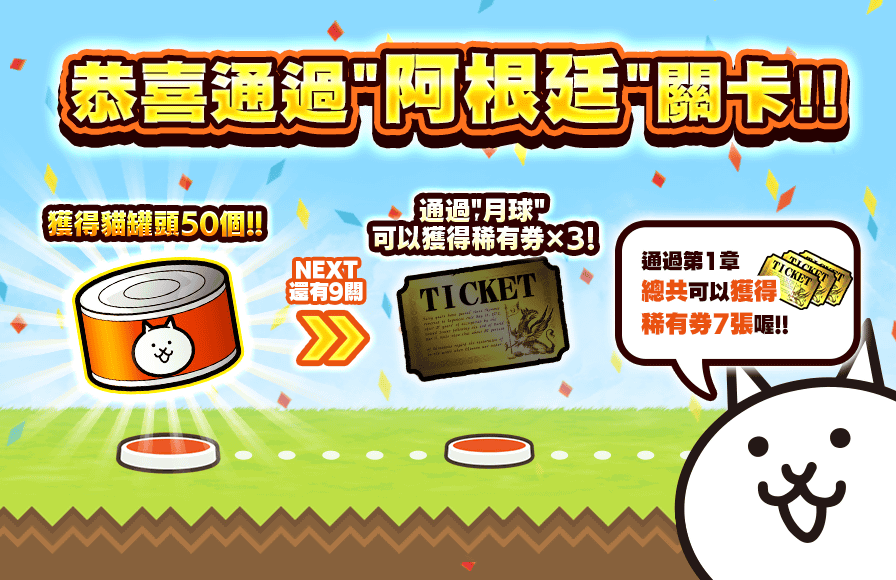 恭喜通過"阿根廷"關卡!!
獲得貓罐頭50個!!
NEXT
還有9關
通過"月球"
可以獲得稀有券×3!
TICKET
通過第1章
總共可以獲得
稀有券7張喔!!
TICKET